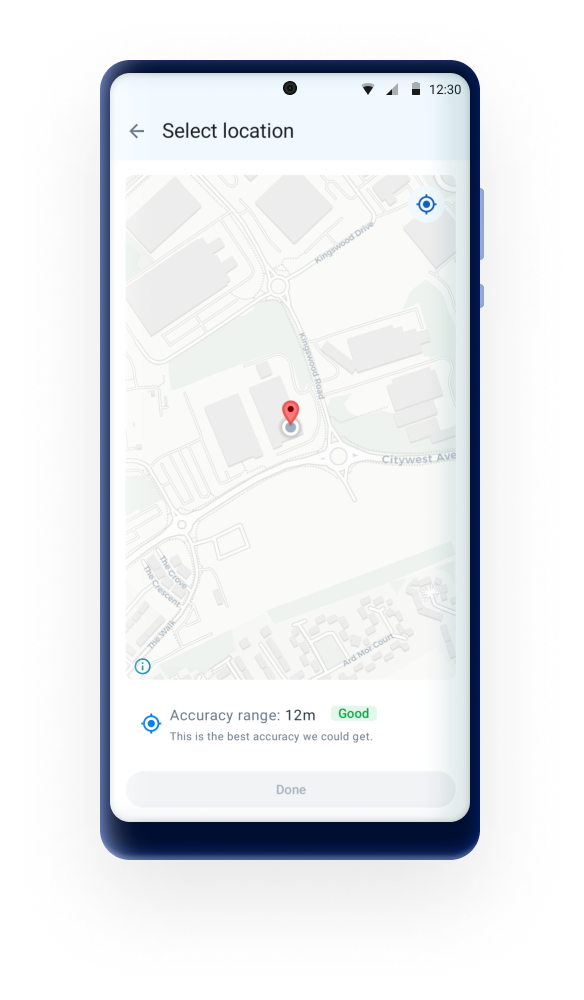 12:30
Select location
Kingswood Drive
Kingswood Road
Citywest Ave
The Grove
The Crescent
The Walk
Ard Mor Court
Accuracy range: 12m Good
This is the best accuracy we could get.
Done